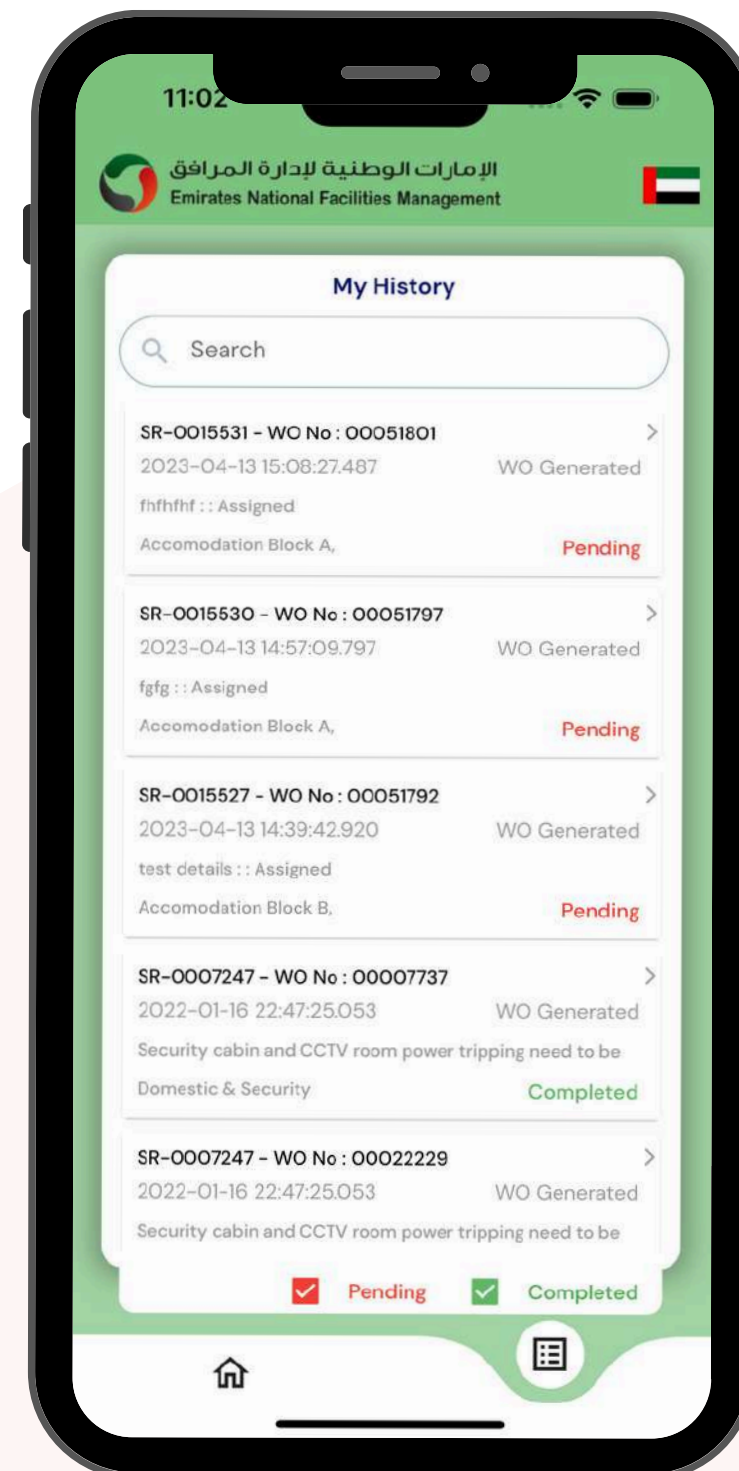 11:02
الإمارات الوطنية لإدارة المرافق
Emirates National Facilities Management
My History
Search
SR-0015531 - WO No : 00051801
2023-04-13 15:08:27.487 WO Generated
fhfhfhf : : Assigned
Accomodation Block A, Pending
SR-0015530 - WO No : 00051797
2023-04-13 14:57:09.797 WO Generated
fgfg : : Assigned
Accomodation Block A, Pending
SR-0015527 - WO No : 00051792
2023-04-13 14:39:42.920 WO Generated
test details : : Assigned
Accomodation Block B, Pending
SR-0007247 - WO No : 00007737
2022-01-16 22:47:25.053 WO Generated
Security cabin and CCTV room power tripping need to be
Domestic & Security Completed
SR-0007247 - WO No : 00022229
2022-01-16 22:47:25.053 WO Generated
Security cabin and CCTV room power tripping need to be
Pending Completed